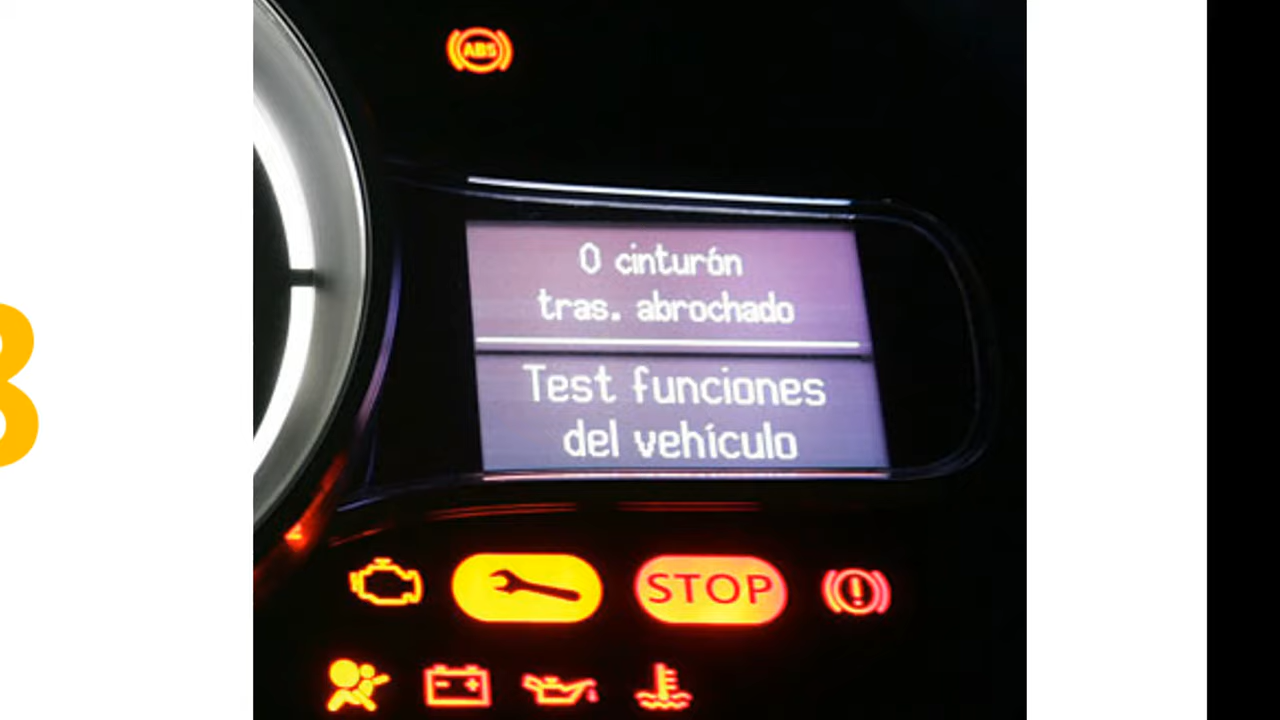 ABS
0 cinturón
tras. abrochado
Test funciones
del vehículo
STOP